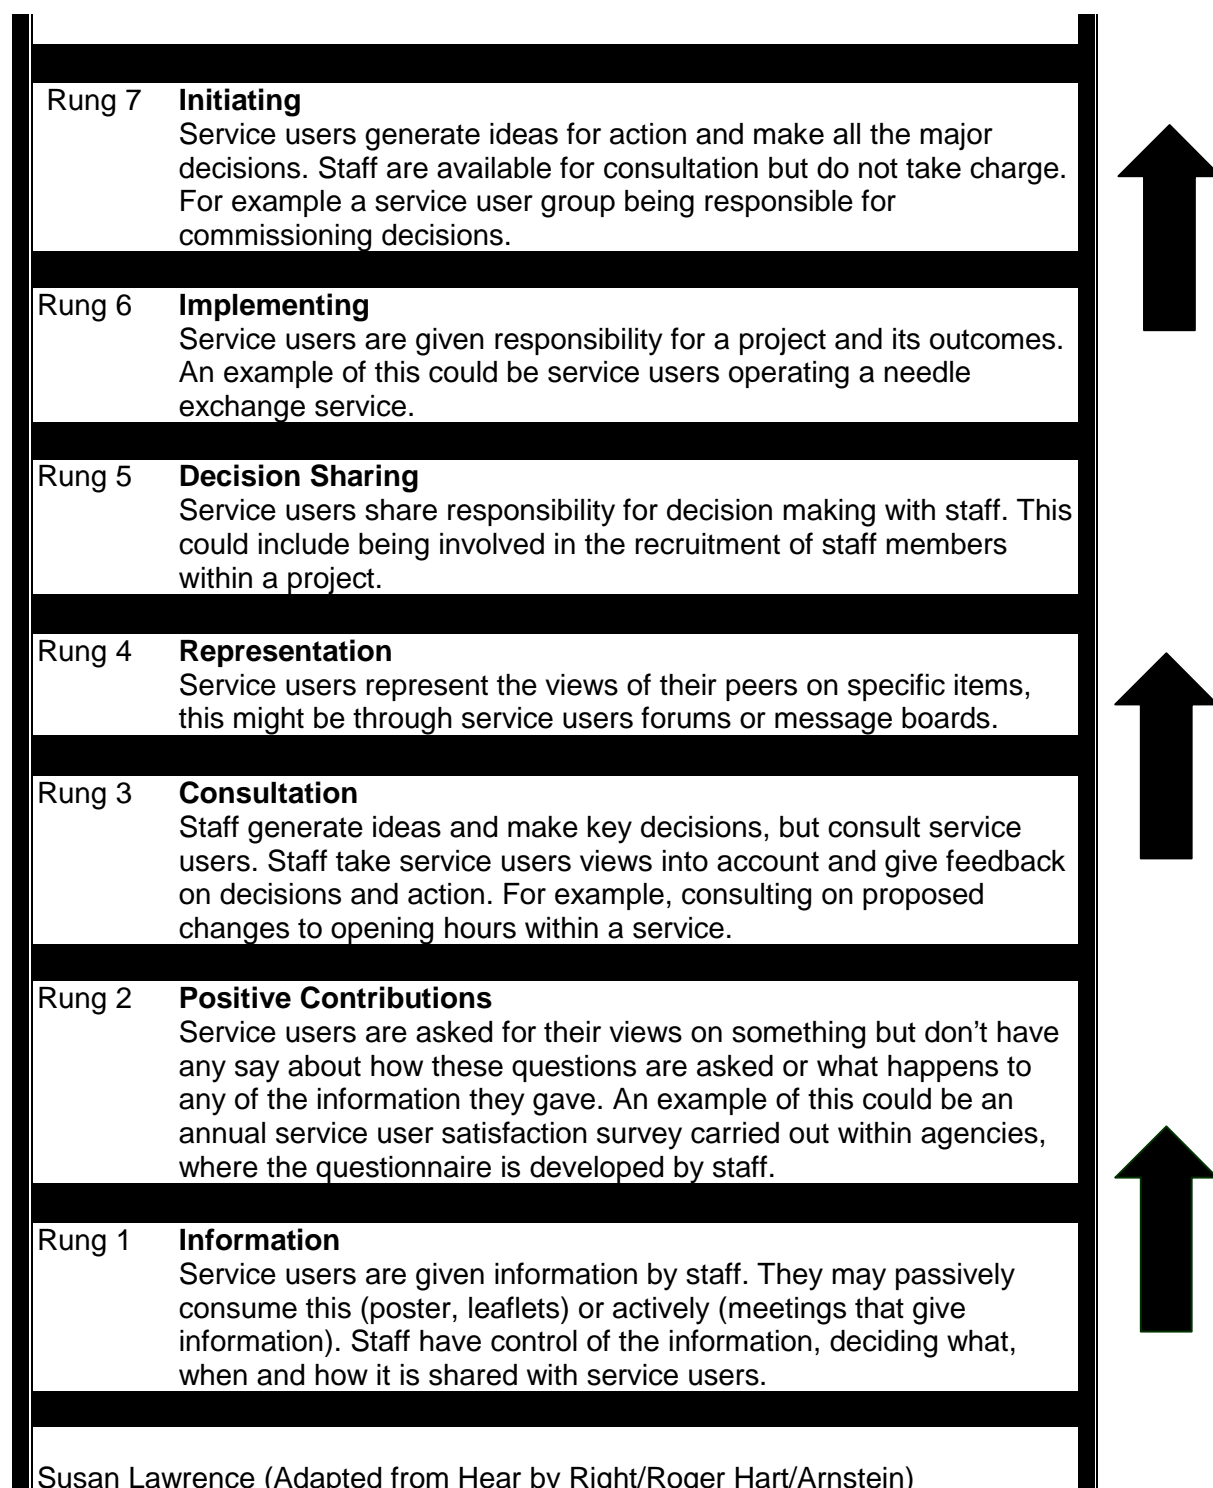 Rung 7 Initiating
Service users generate ideas for action and make all the major
decisions. Staff are available for consultation but do not take charge.
For example a service user group being responsible for
commissioning decisions.
Rung 6 Implementing
Service users are given responsibility for a project and its outcomes.
An example of this could be service users operating a needle
exchange service.
Rung 5 Decision Sharing
Service users share responsibility for decision making with staff. This
could include being involved in the recruitment of staff members
within a project.
Rung 4 Representation
Service users represent the views of their peers on specific items,
this might be through service users forums or message boards.
Rung 3 Consultation
Staff generate ideas and make key decisions, but consult service
users. Staff take service users views into account and give feedback
on decisions and action. For example, consulting on proposed
changes to opening hours within a service.
Rung 2 Positive Contributions
Service users are asked for their views on something but don’t have
any say about how these questions are asked or what happens to
any of the information they gave. An example of this could be an
annual service user satisfaction survey carried out within agencies,
where the questionnaire is developed by staff.
Rung 1 Information
Service users are given information by staff. They may passively
consume this (poster, leaflets) or actively (meetings that give
information). Staff have control of the information, deciding what,
when and how it is shared with service users.
Susan Lawrence (Adapted from Hear by Right/Roger Hart/Arnstein)